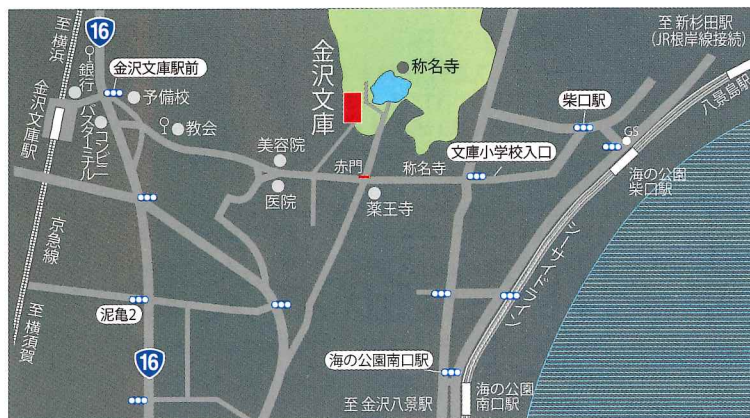 至 横浜
16
銀行
金沢文庫駅前
金沢文庫駅
バスターミナル
コンビニ
予備校
教会
金沢文庫
称名寺
至 新杉田駅
(JR根岸線接続)
八景島駅
柴口駅
GS
美容院
医院
赤門
称名寺
文庫小学校入口
薬王寺
海の公園
柴口駅
シーサイドライン
京急線
至 横須賀
泥亀2
16
海の公園南口駅
至 金沢八景駅
海の公園
南口駅